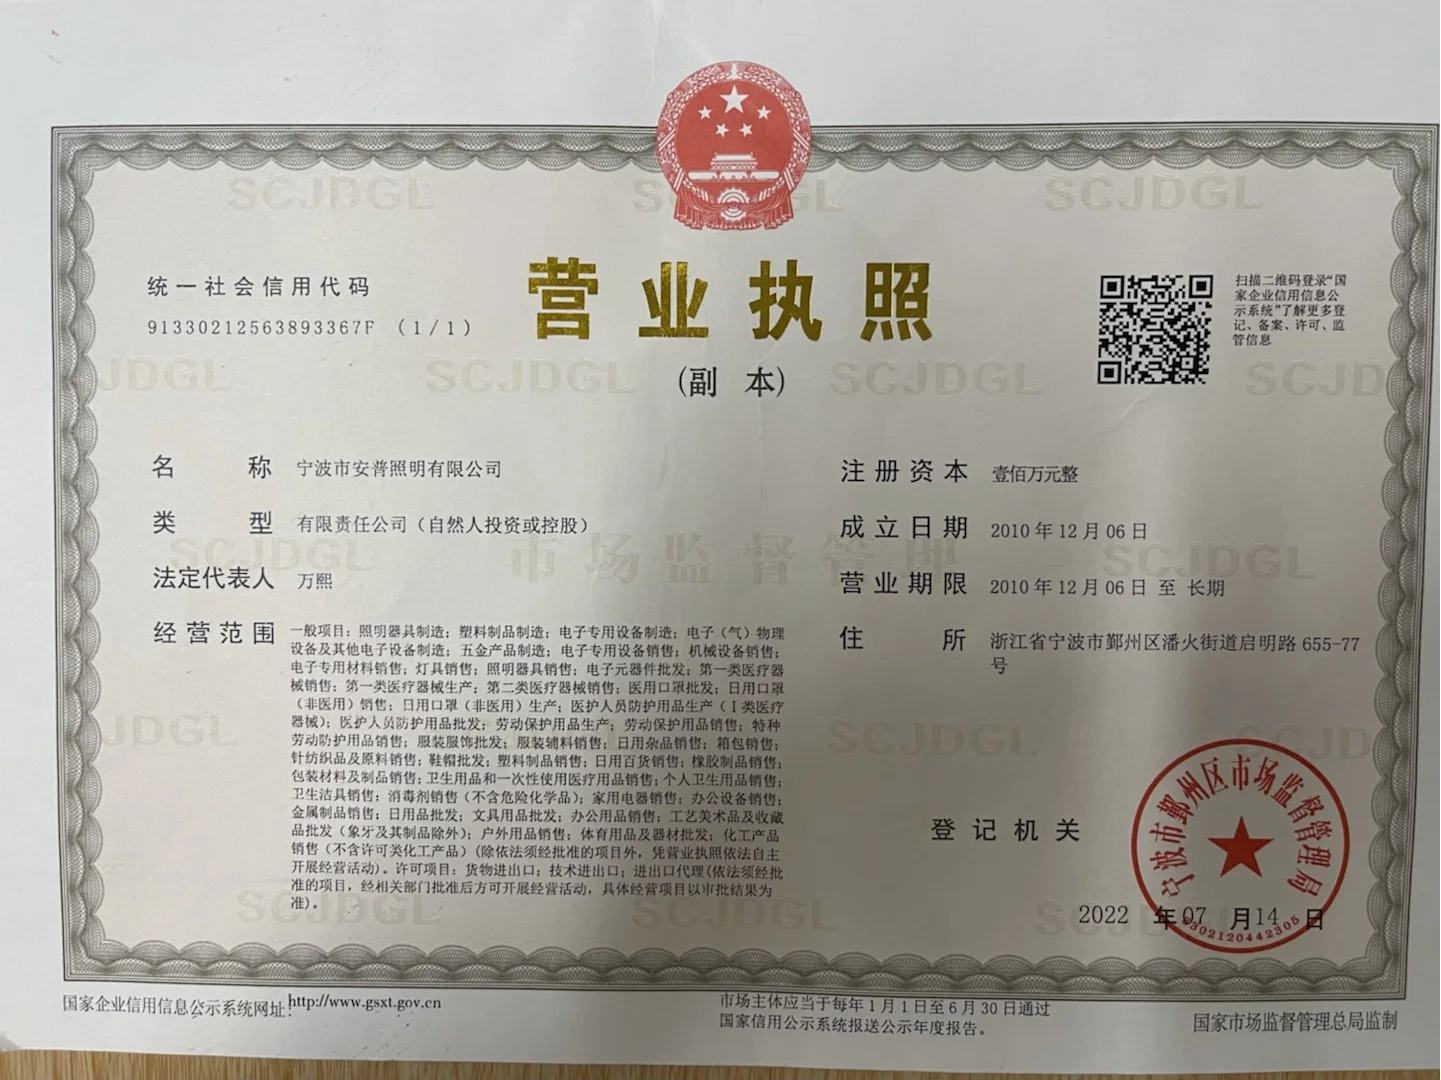 统一社会信用代码
91330212563893367F（1/1）
营业执照
(副 本)
扫描二维码登录“国
家企业信用信息公
示系统”了解更多登
记、备案、许可、监
管信息
名 称 宁波市安普照明有限公司
类 型 有限责任公司（自然人投资或控股）
法定代表人 万熙
经营范围 一般项目：照明器具制造；塑料制品制造；电子专用设备制造；电子（气）物理
设备及其他电子设备制造；五金产品制造；电子专用设备销售；机械设备销售；
电子专用材料销售；灯具销售；照明器具销售；电子元器件批发；第一类医疗器
械销售；第一类医疗器械生产；第二类医疗器械销售；医用口罩批发；日用口罩
（非医用）销售；日用口罩（非医用）生产；医护人员防护用品生产（Ⅰ类医疗
器械）；医护人员防护用品批发；劳动保护用品生产；劳动保护用品销售；特种
劳动防护用品销售；服装服饰批发；服装辅料销售；日用杂品销售；箱包销售；
针纺织品及原料销售；鞋帽批发；塑料制品销售；日用百货销售；橡胶制品销售；
包装材料及制品销售；卫生用品和一次性使用医疗用品销售；个人卫生用品销售；
卫生洁具销售；消毒剂销售（不含危险化学品）；家用电器销售；办公设备销售；
金属制品销售；日用品批发；文具用品批发；办公用品销售；工艺美术品及收藏
品批发（象牙及其制品除外）；户外用品销售；体育用品及器材批发；化工产品
销售（不含许可类化工产品）(除依法须经批准的项目外，凭营业执照依法自主
开展经营活动)。许可项目：货物进出口；技术进出口；进出口代理(依法须经批
准的项目，经相关部门批准后方可开展经营活动，具体经营项目以审批结果为
准)。
注册资本 壹佰万元整
成立日期 2010年12月06日
营业期限 2010年12月06日 至 长期
住 所 浙江省宁波市鄞州区潘火街道启明路655-77
号
登记机关
宁波市鄞州区市场监督管理局
2022 年07 月14 日
3302120442305
国家企业信用信息公示系统网址：http://www.gsxt.gov.cn
市场主体应当于每年1月1日至6月30日通过
国家信用公示系统报送公示年度报告。
国家市场监督管理总局监制
SCJDGL
市场监督管理